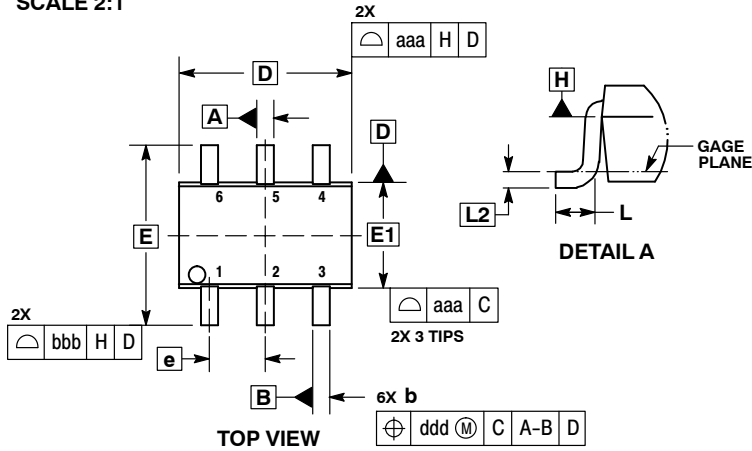 SCALE 2:1
2X
⌓ aaa H D
D
A
D
H
GAGE
PLANE
6 5 4
L2
L
E
E1
DETAIL A
1 2 3
⌓ aaa C
2X 3 TIPS
2X
⌓ bbb H D
e
B
6X b
⌖ ddd Ⓜ C A-B D
TOP VIEW